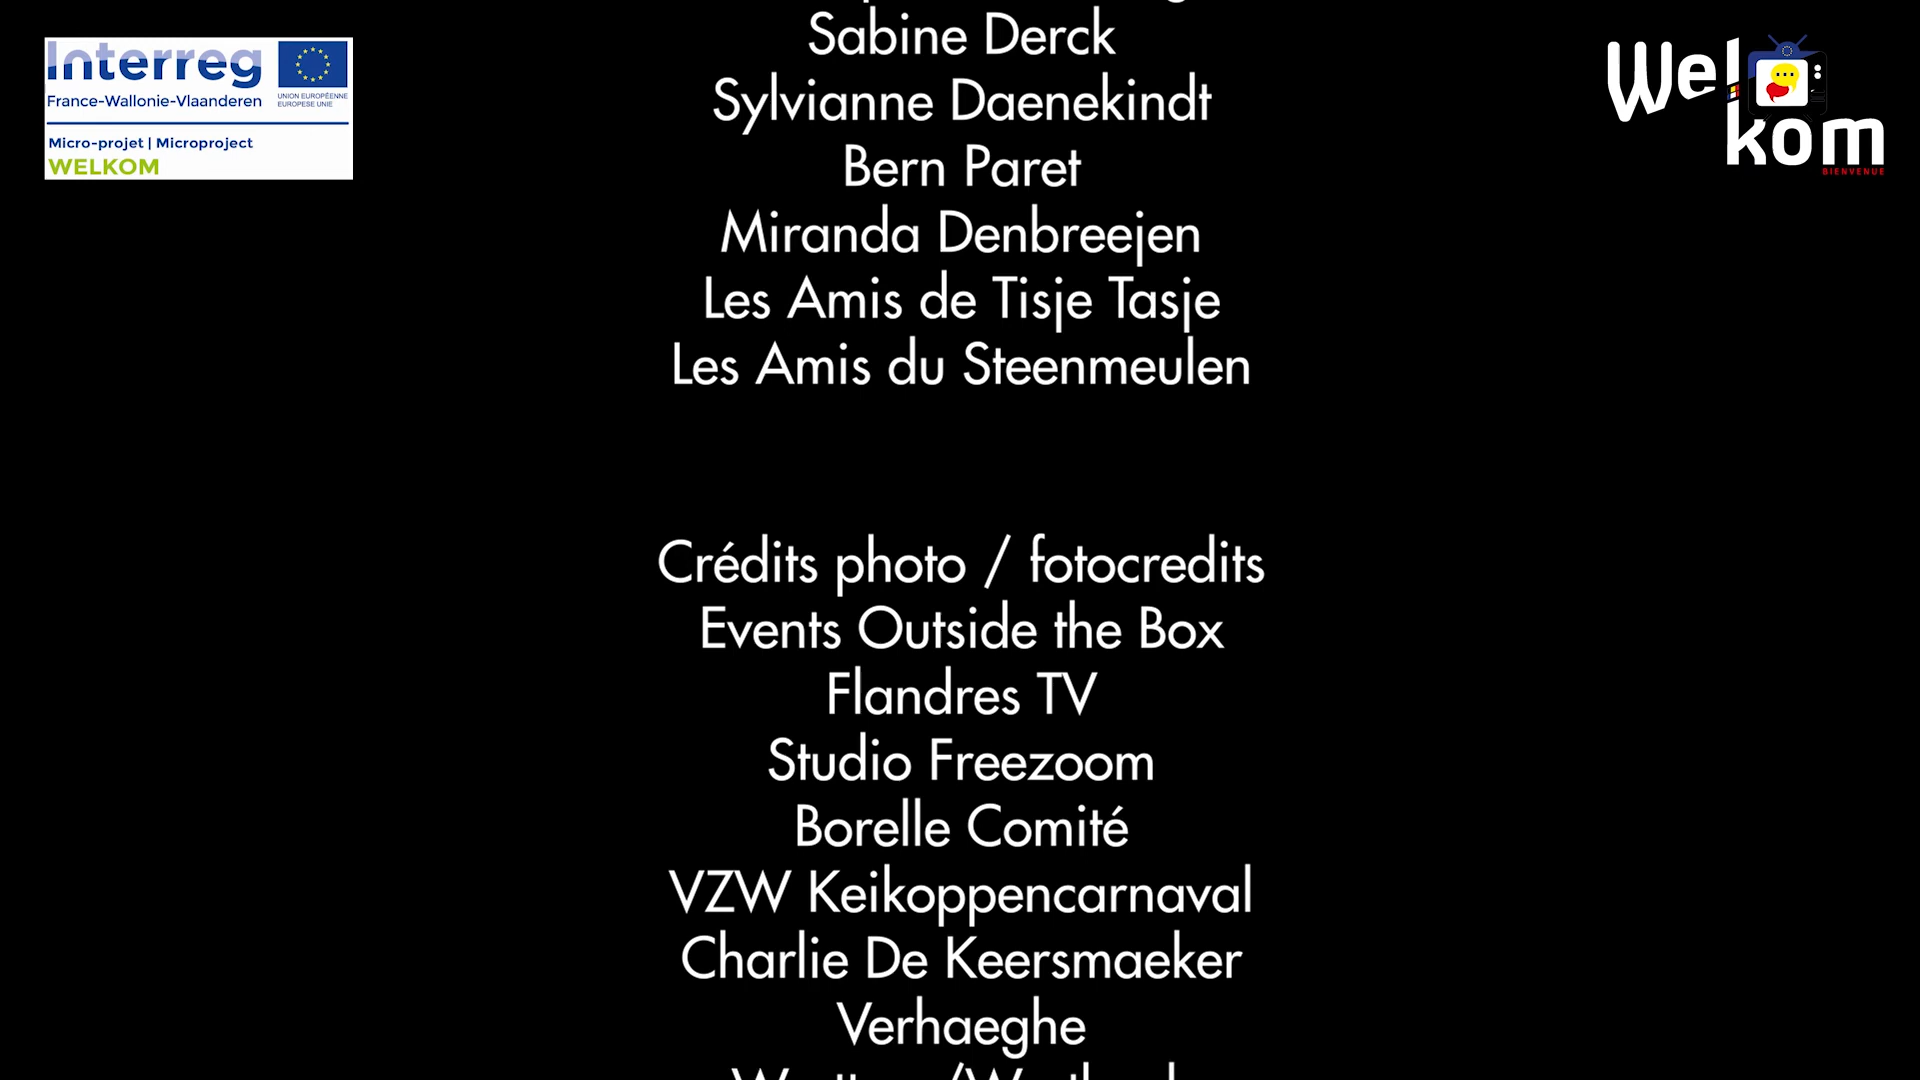 Interreg
France-Wallonie-Vlaanderen
UNION EUROPÉENNE
EUROPESE UNIE
Micro-projet | Microproject
WELKOM
Wel
kom
BIENVENUE
Sabine Derck
Sylvianne Daenekindt
Bern Paret
Miranda Denbreejen
Les Amis de Tisje Tasje
Les Amis du Steenmeulen
Crédits photo / fotocredits
Events Outside the Box
Flandres TV
Studio Freezoom
Borelle Comité
VZW Keikoppencarnaval
Charlie De Keersmaeker
Verhaeghe